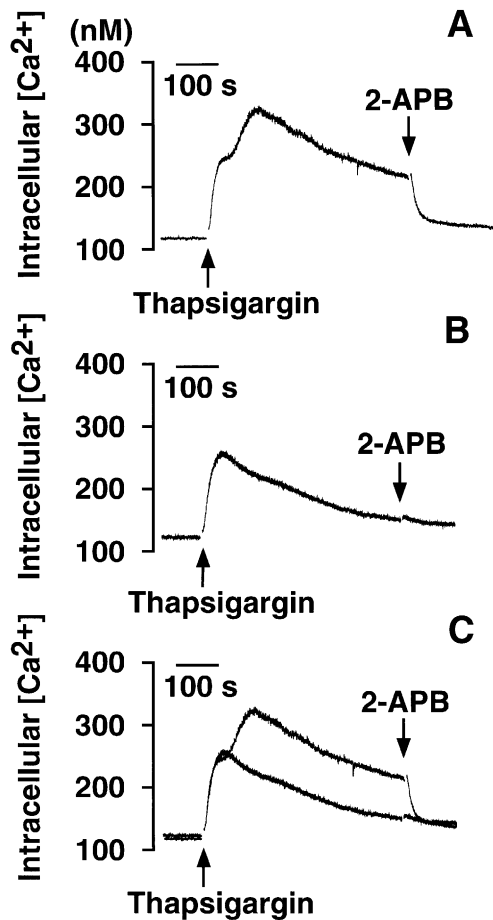 (nM)
A
Intracellular [Ca2+]
400
300
200
100
100 s
2-APB
Thapsigargin
B
Intracellular [Ca2+]
400
300
200
100
100 s
2-APB
Thapsigargin
C
Intracellular [Ca2+]
400
300
200
100
100 s
2-APB
Thapsigargin